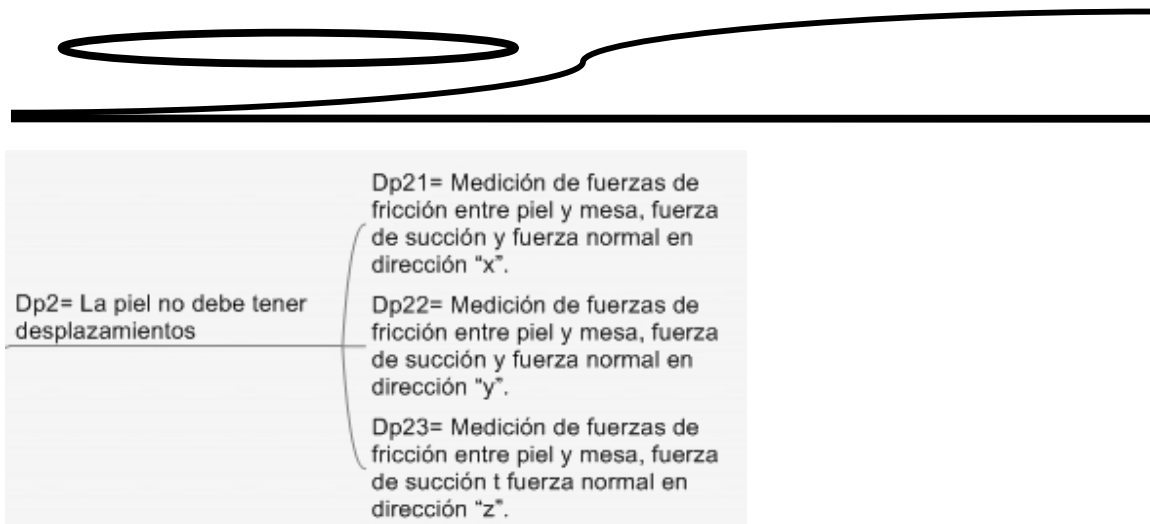 Dp21= Medición de fuerzas de
fricción entre piel y mesa, fuerza
de succión y fuerza normal en
dirección “x”.
Dp2= La piel no debe tener
desplazamientos
Dp22= Medición de fuerzas de
fricción entre piel y mesa, fuerza
de succión y fuerza normal en
dirección "y".
Dp23= Medición de fuerzas de
fricción entre piel y mesa, fuerza
de succión t fuerza normal en
dirección “z”.